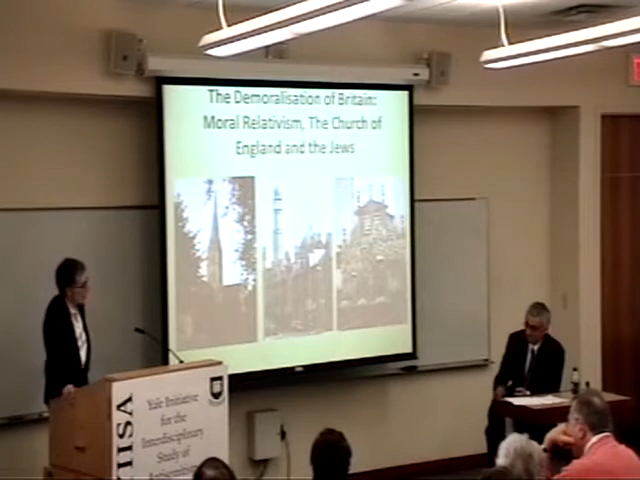 The Demoralisation of Britain:
Moral Relativism, The Church of
England and the Jews
YIISA
Yale Initiative
for the
Interdisciplinary
Study of
Antisemitism